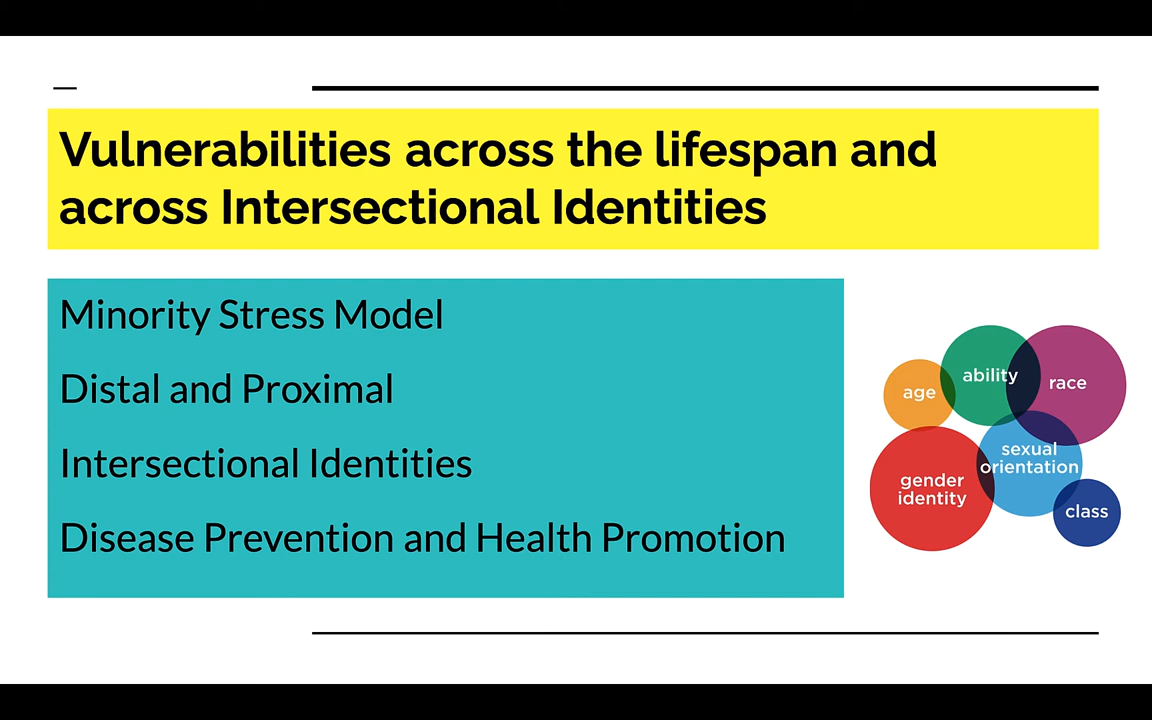 Vulnerabilities across the lifespan and
across Intersectional Identities
Minority Stress Model
Distal and Proximal
Intersectional Identities
Disease Prevention and Health Promotion
age
ability
race
gender
identity
sexual
orientation
class